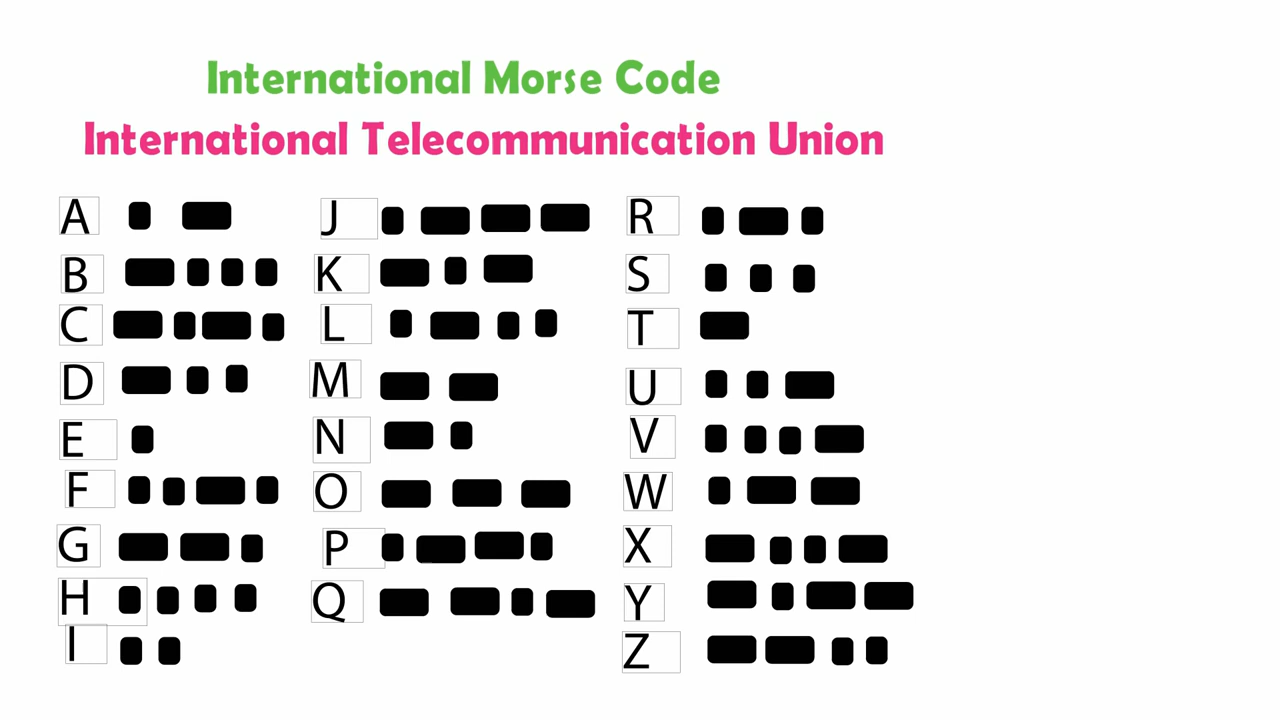 International Morse Code
International Telecommunication Union
A
B
C
D
E
F
G
H
I
J
K
L
M
N
O
P
Q
R
S
T
U
V
W
X
Y
Z